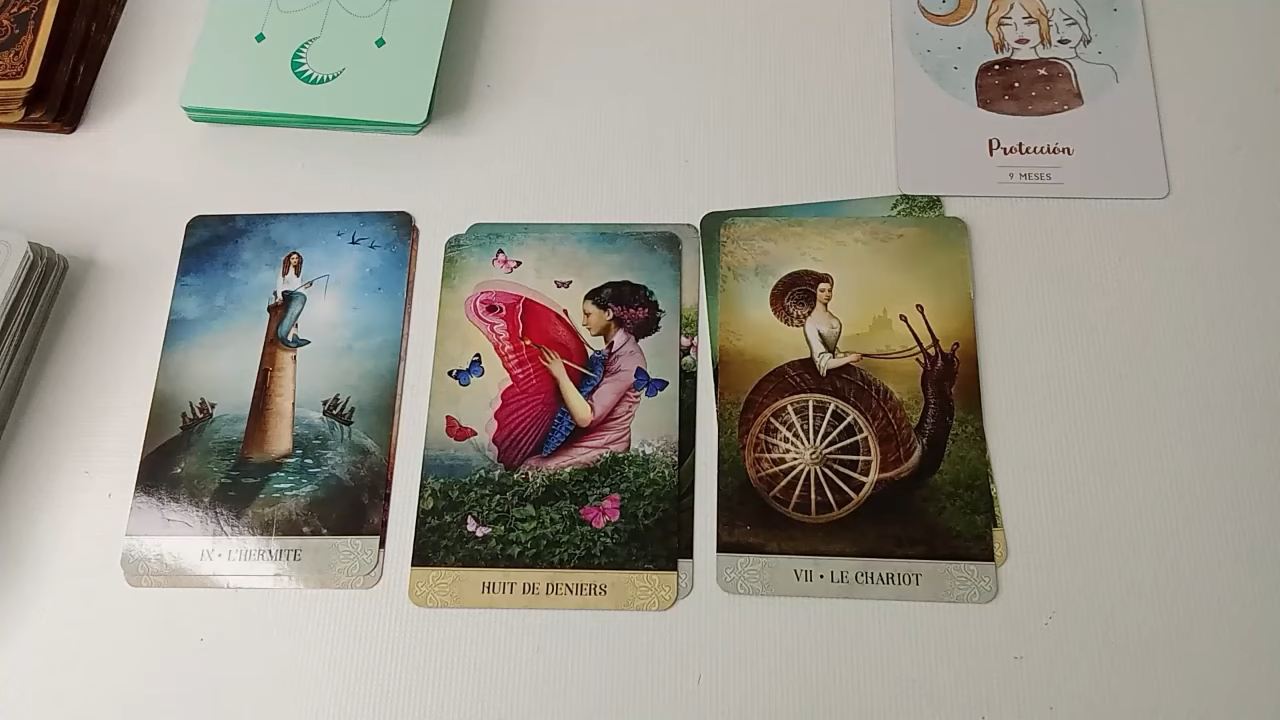 Protección
9 MESES
IX • L'HERMITE
HUIT DE DENIERS
VII • LE CHARIOT